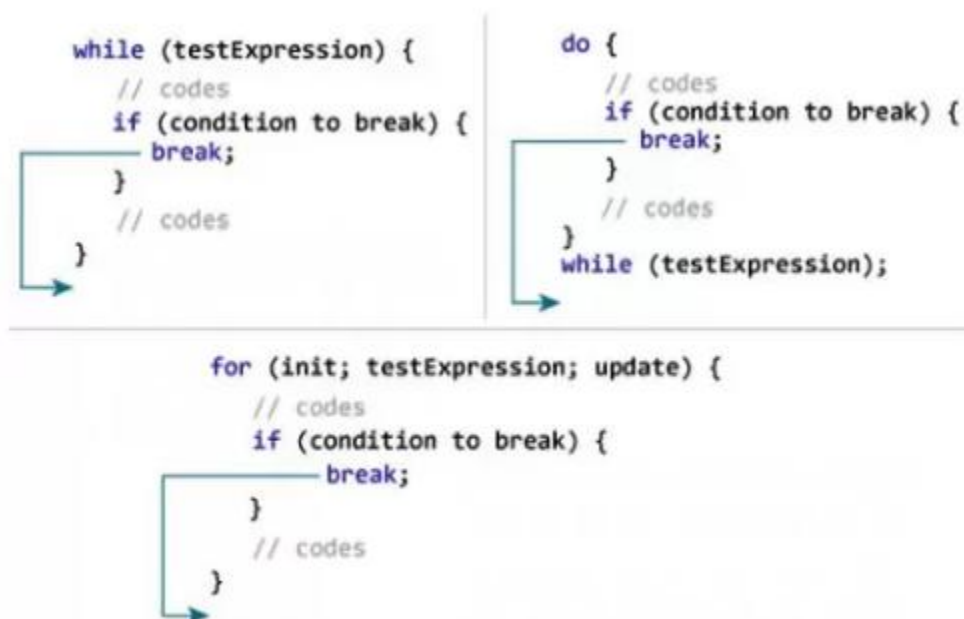 while (testExpression) {
// codes
if (condition to break) {
break;
}
// codes
}
do {
// codes
if (condition to break) {
break;
}
// codes
}
while (testExpression);
for (init; testExpression; update) {
// codes
if (condition to break) {
break;
}
// codes
}